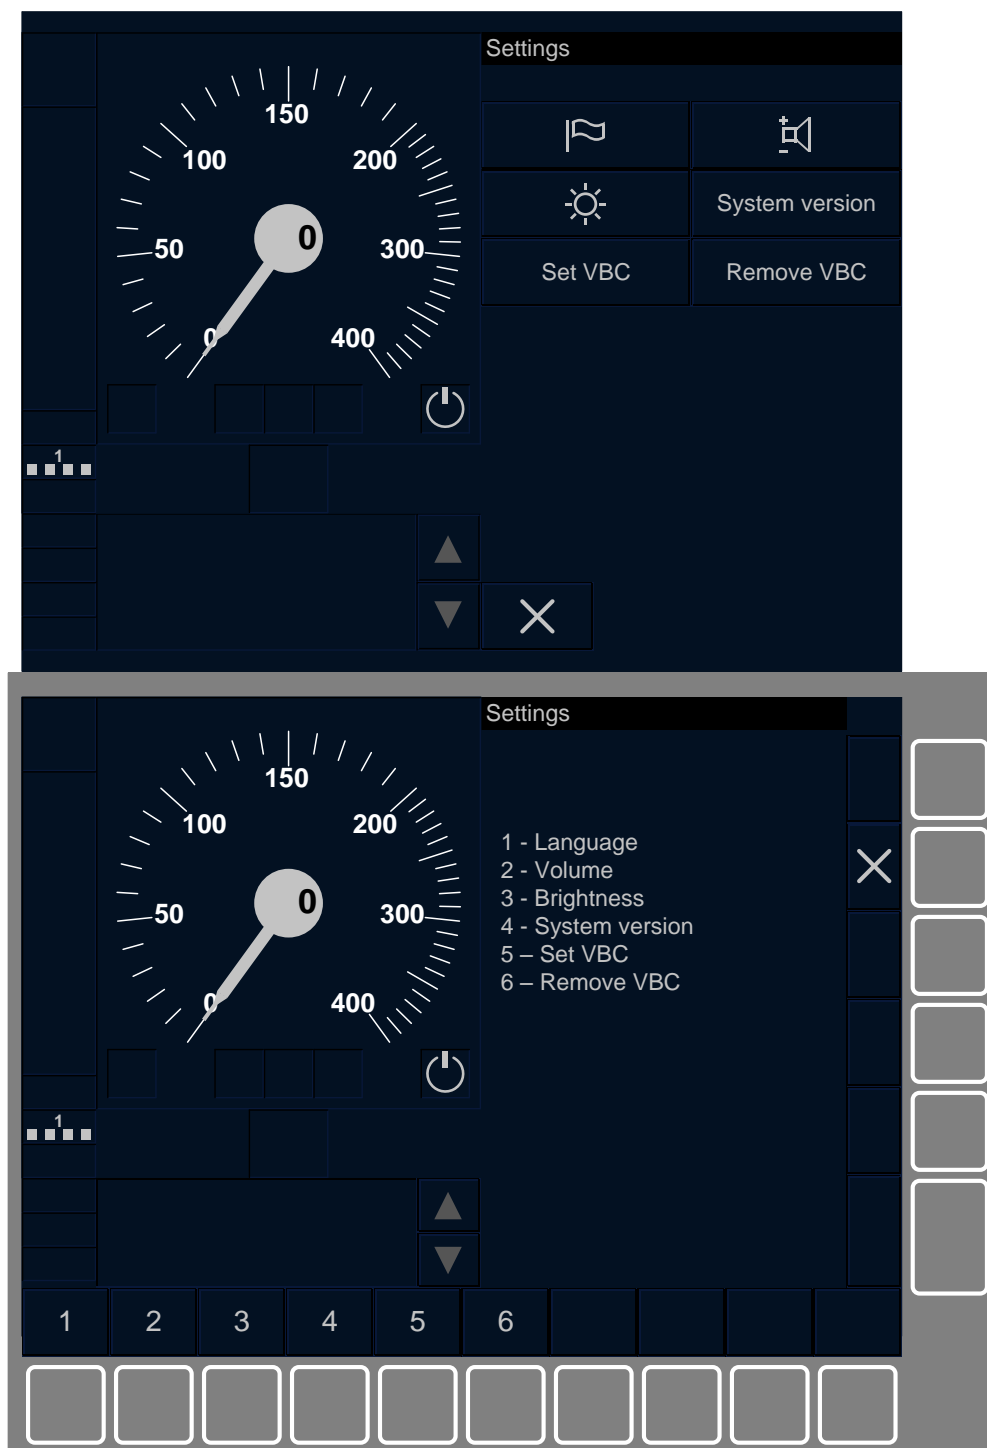 Settings
150
100
200
50
0
300
0
400
System version
Set VBC
Remove VBC
1
Settings
150
100
200
50
0
300
0
400
1 - Language
2 - Volume
3 - Brightness
4 - System version
5 – Set VBC
6 – Remove VBC
1
1 2 3 4 5 6